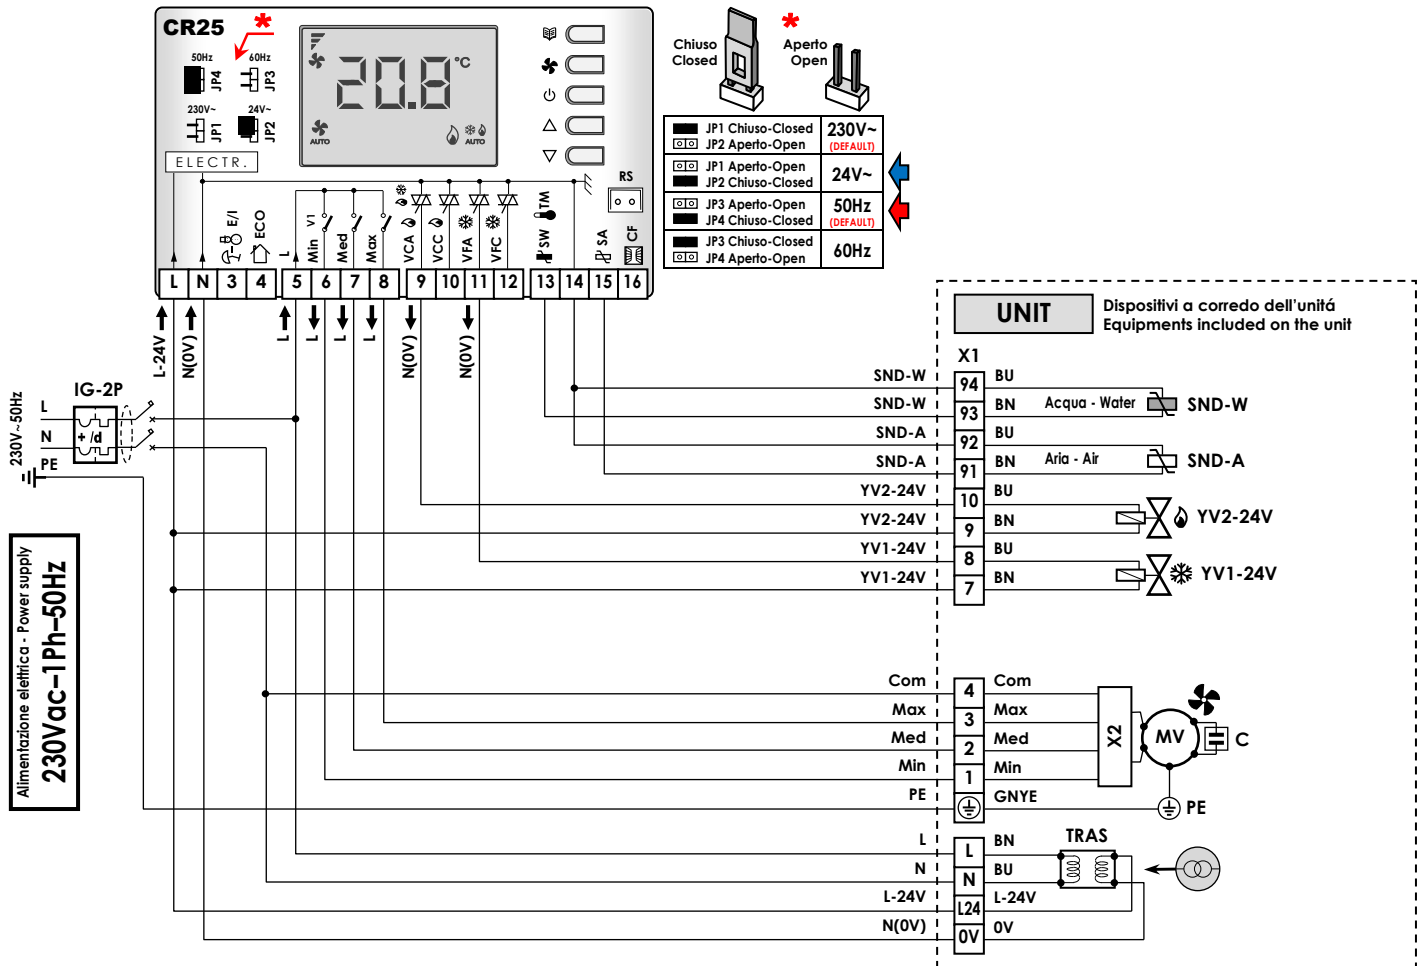 CR25
*
50Hz
60Hz
JP4
JP3
230V~
24V~
JP1
JP2
ELECTR.
20.8 °C
AUTO
AUTO
Chiuso
Closed
*
Aperto
Open
JP1 Chiuso-Closed
JP2 Aperto-Open
230V~
(DEFAULT)
JP1 Aperto-Open
JP2 Chiuso-Closed
24V~
JP3 Aperto-Open
JP4 Chiuso-Closed
50Hz
(DEFAULT)
JP3 Chiuso-Closed
JP4 Aperto-Open
60Hz
RS
E/I
ECO
L
Min
V1
Med
Max
VCA
VCC
VFA
VFC
SW
TM
SA
CF
L N 3 4 5 6 7 8 9 10 11 12 13 14 15 16
L-24V
N(0V)
L
L
L
L
N(0V)
N(0V)
UNIT
Dispositivi a corredo dell'unitá
Equipments included on the unit
X1
SND-W 94 BU
SND-W 93 BN
Acqua - Water
SND-W
SND-A 92 BU
SND-A 91 BN
Aria - Air
SND-A
YV2-24V 10 BU
YV2-24V 9 BN
YV2-24V
YV1-24V 8 BU
YV1-24V 7 BN
YV1-24V
IG-2P
230V~50Hz
L
N
PE
+ /d
Alimentazione elettrica - Power supply
230Vac–1Ph–50Hz
Com 4 Com
Max 3 Max
Med 2 Med
Min 1 Min
PE GNYE
X2
MV
C
PE
L L BN
N N BU
L-24V L24 L-24V
N(0V) 0V 0V
TRAS